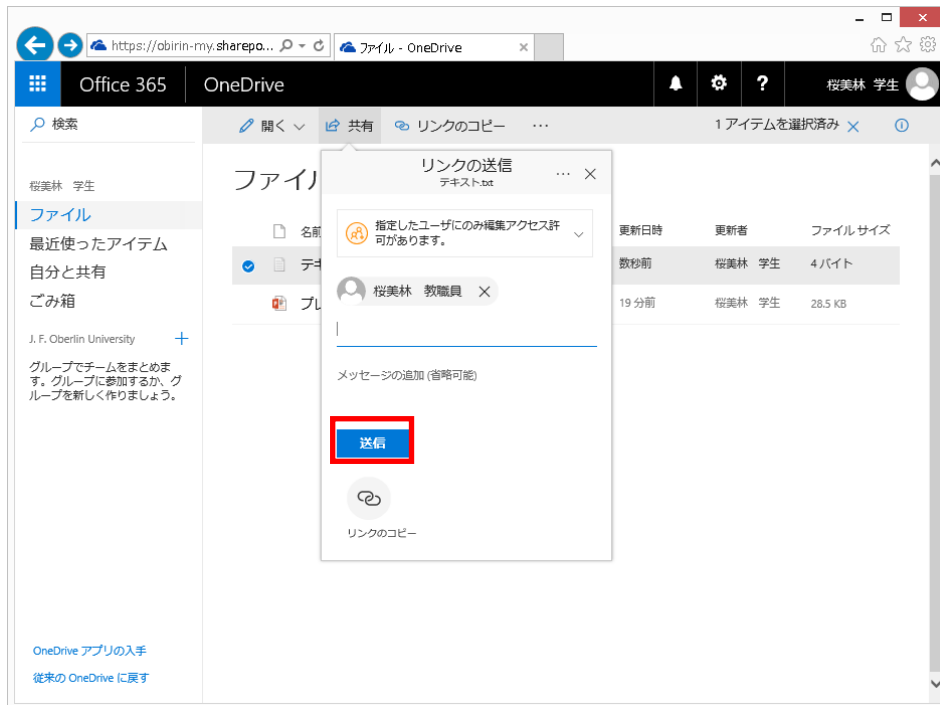 https://obirin-my.sharepo...
ファイル - OneDrive
Office 365
OneDrive
?
桜美林 学生
検索
開く
共有
リンクのコピー
...
1 アイテムを選択済み
桜美林 学生
ファイル
最近使ったアイテム
自分と共有
ごみ箱
J. F. Oberlin University
グループでチームをまとめま
す。グループに参加するか、グ
ループを新しく作りましょう。
OneDrive アプリの入手
従来の OneDrive に戻す
ファイル
名前
更新日時
更新者
ファイル サイズ
数秒前
桜美林 学生
4 バイト
19 分前
桜美林 学生
28.5 KB
リンクの送信
テキスト.txt
...
指定したユーザにのみ編集アクセス許
可があります。
桜美林 教職員
メッセージの追加 (省略可能)
送信
リンクのコピー